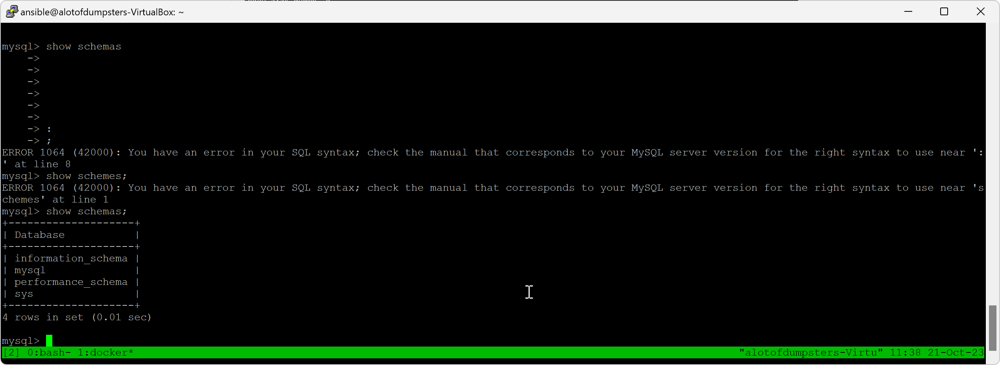 ansible@alotofdumpsters-VirtualBox: ~
mysql> show schemas
    ->
    ->
    ->
    ->
    ->
    ->
    -> :
    -> ;
ERROR 1064 (42000): You have an error in your SQL syntax; check the manual that corresponds to your MySQL server version for the right syntax to use near ':
' at line 8
mysql> show schemes;
ERROR 1064 (42000): You have an error in your SQL syntax; check the manual that corresponds to your MySQL server version for the right syntax to use near 's
chemes' at line 1
mysql> show schemas;
+--------------------+
| Database           |
+--------------------+
| information_schema |
| mysql              |
| performance_schema |
| sys                |
+--------------------+
4 rows in set (0.01 sec)
mysql>
[2] 0:bash- 1:docker* "alotofdumpsters-Virtu" 11:38 21-Oct-23